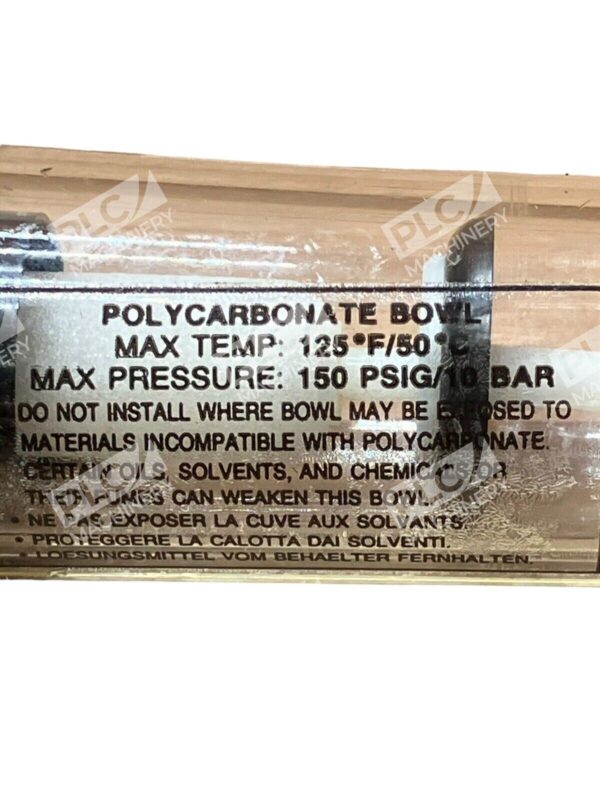 POLYCARBONATE BOWL
MAX TEMP: 125°F/50°C
MAX PRESSURE: 150 PSIG/10 BAR
DO NOT INSTALL WHERE BOWL MAY BE EXPOSED TO
MATERIALS INCOMPATIBLE WITH POLYCARBONATE.
CERTAIN OILS, SOLVENTS, AND CHEMICALS OR
THEIR FUMES CAN WEAKEN THIS BOWL.
• NE PAS EXPOSER LA CUVE AUX SOLVANTS.
• PROTEGGERE LA CALOTTA DAI SOLVENTI.
• LOESUNGSMITTEL VOM BEHAELTER FERNHALTEN.
PLC MACHINERY